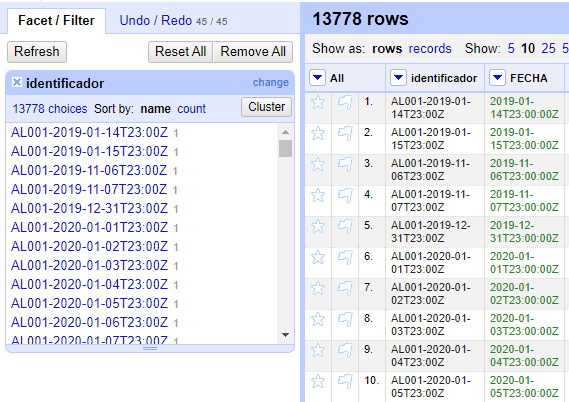 Facet / Filter Undo / Redo 45 / 45
Refresh Reset All Remove All
identificador change
13778 choices Sort by: name count Cluster
AL001-2019-01-14T23:00Z 1
AL001-2019-01-15T23:00Z 1
AL001-2019-11-06T23:00Z 1
AL001-2019-11-07T23:00Z 1
AL001-2019-12-31T23:00Z 1
AL001-2020-01-01T23:00Z 1
AL001-2020-01-02T23:00Z 1
AL001-2020-01-03T23:00Z 1
AL001-2020-01-04T23:00Z 1
AL001-2020-01-05T23:00Z 1
AL001-2020-01-06T23:00Z 1
AL001-2020-01-07T23:00Z 1
13778 rows
Show as: rows records Show: 5 10 25
All identificador FECHA
1. AL001-2019-01- 2019-01-
14T23:00Z 14T23:00:00Z
2. AL001-2019-01- 2019-01-
15T23:00Z 15T23:00:00Z
3. AL001-2019-11- 2019-11-
06T23:00Z 06T23:00:00Z
4. AL001-2019-11- 2019-11-
07T23:00Z 07T23:00:00Z
5. AL001-2019-12- 2019-12-
31T23:00Z 31T23:00:00Z
6. AL001-2020-01- 2020-01-
01T23:00Z 01T23:00:00Z
7. AL001-2020-01- 2020-01-
02T23:00Z 02T23:00:00Z
8. AL001-2020-01- 2020-01-
03T23:00Z 03T23:00:00Z
9. AL001-2020-01- 2020-01-
04T23:00Z 04T23:00:00Z
10. AL001-2020-01- 2020-01-
05T23:00Z 05T23:00:00Z